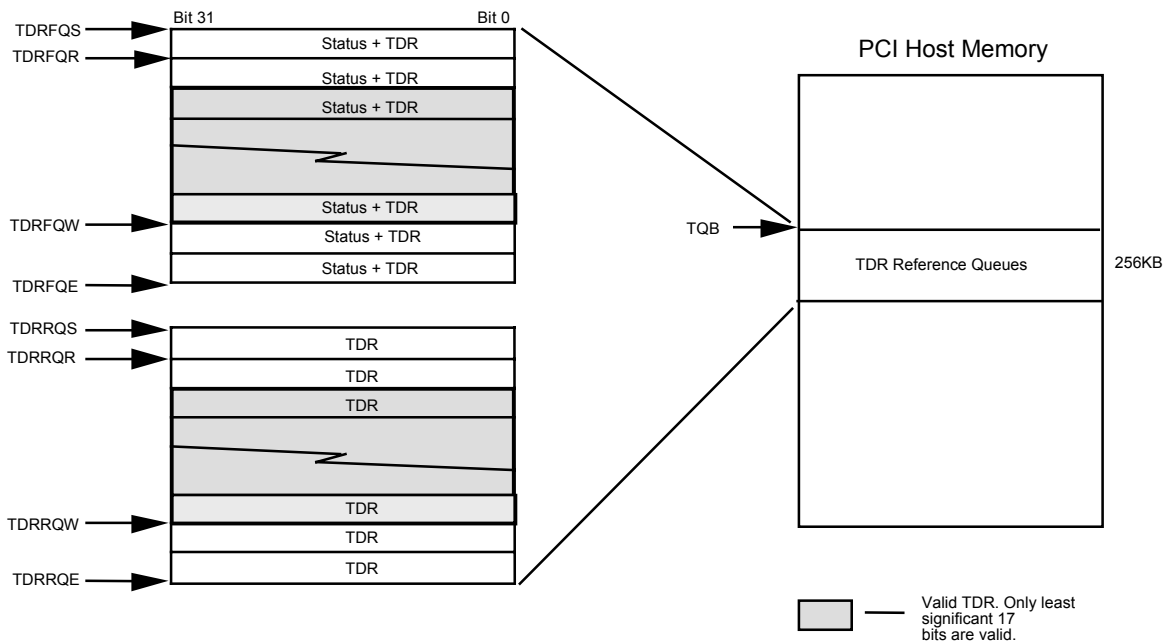 Bit 31 Bit 0
TDRFQS
Status + TDR
TDRFQR
Status + TDR
Status + TDR
Status + TDR
TDRFQW
Status + TDR
Status + TDR
TDRFQE
TDRRQS
TDR
TDRRQR
TDR
TDR
TDR
TDRRQW
TDR
TDR
TDRRQE
PCI Host Memory
TQB
TDR Reference Queues
256KB
Valid TDR. Only least
significant 17
bits are valid.